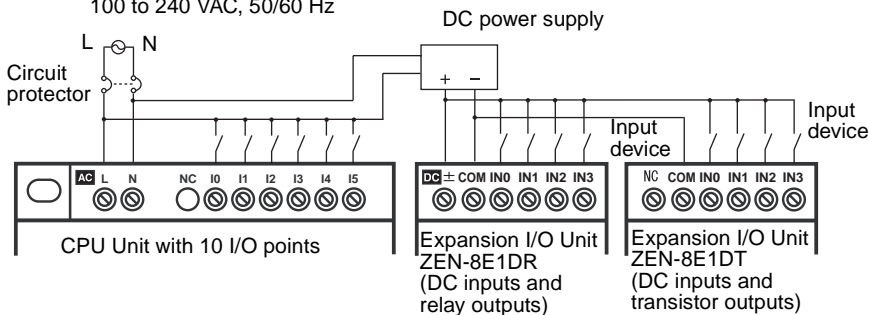 100 to 240 VAC, 50/60 Hz
DC power supply
L N
Circuit
protector
+ −
Input
device
Input
device
AC L N NC I0 I1 I2 I3 I4 I5
DC ± COM IN0 IN1 IN2 IN3
NC COM IN0 IN1 IN2 IN3
CPU Unit with 10 I/O points
Expansion I/O Unit
ZEN-8E1DR
(DC inputs and
relay outputs)
Expansion I/O Unit
ZEN-8E1DT
(DC inputs and
transistor outputs)